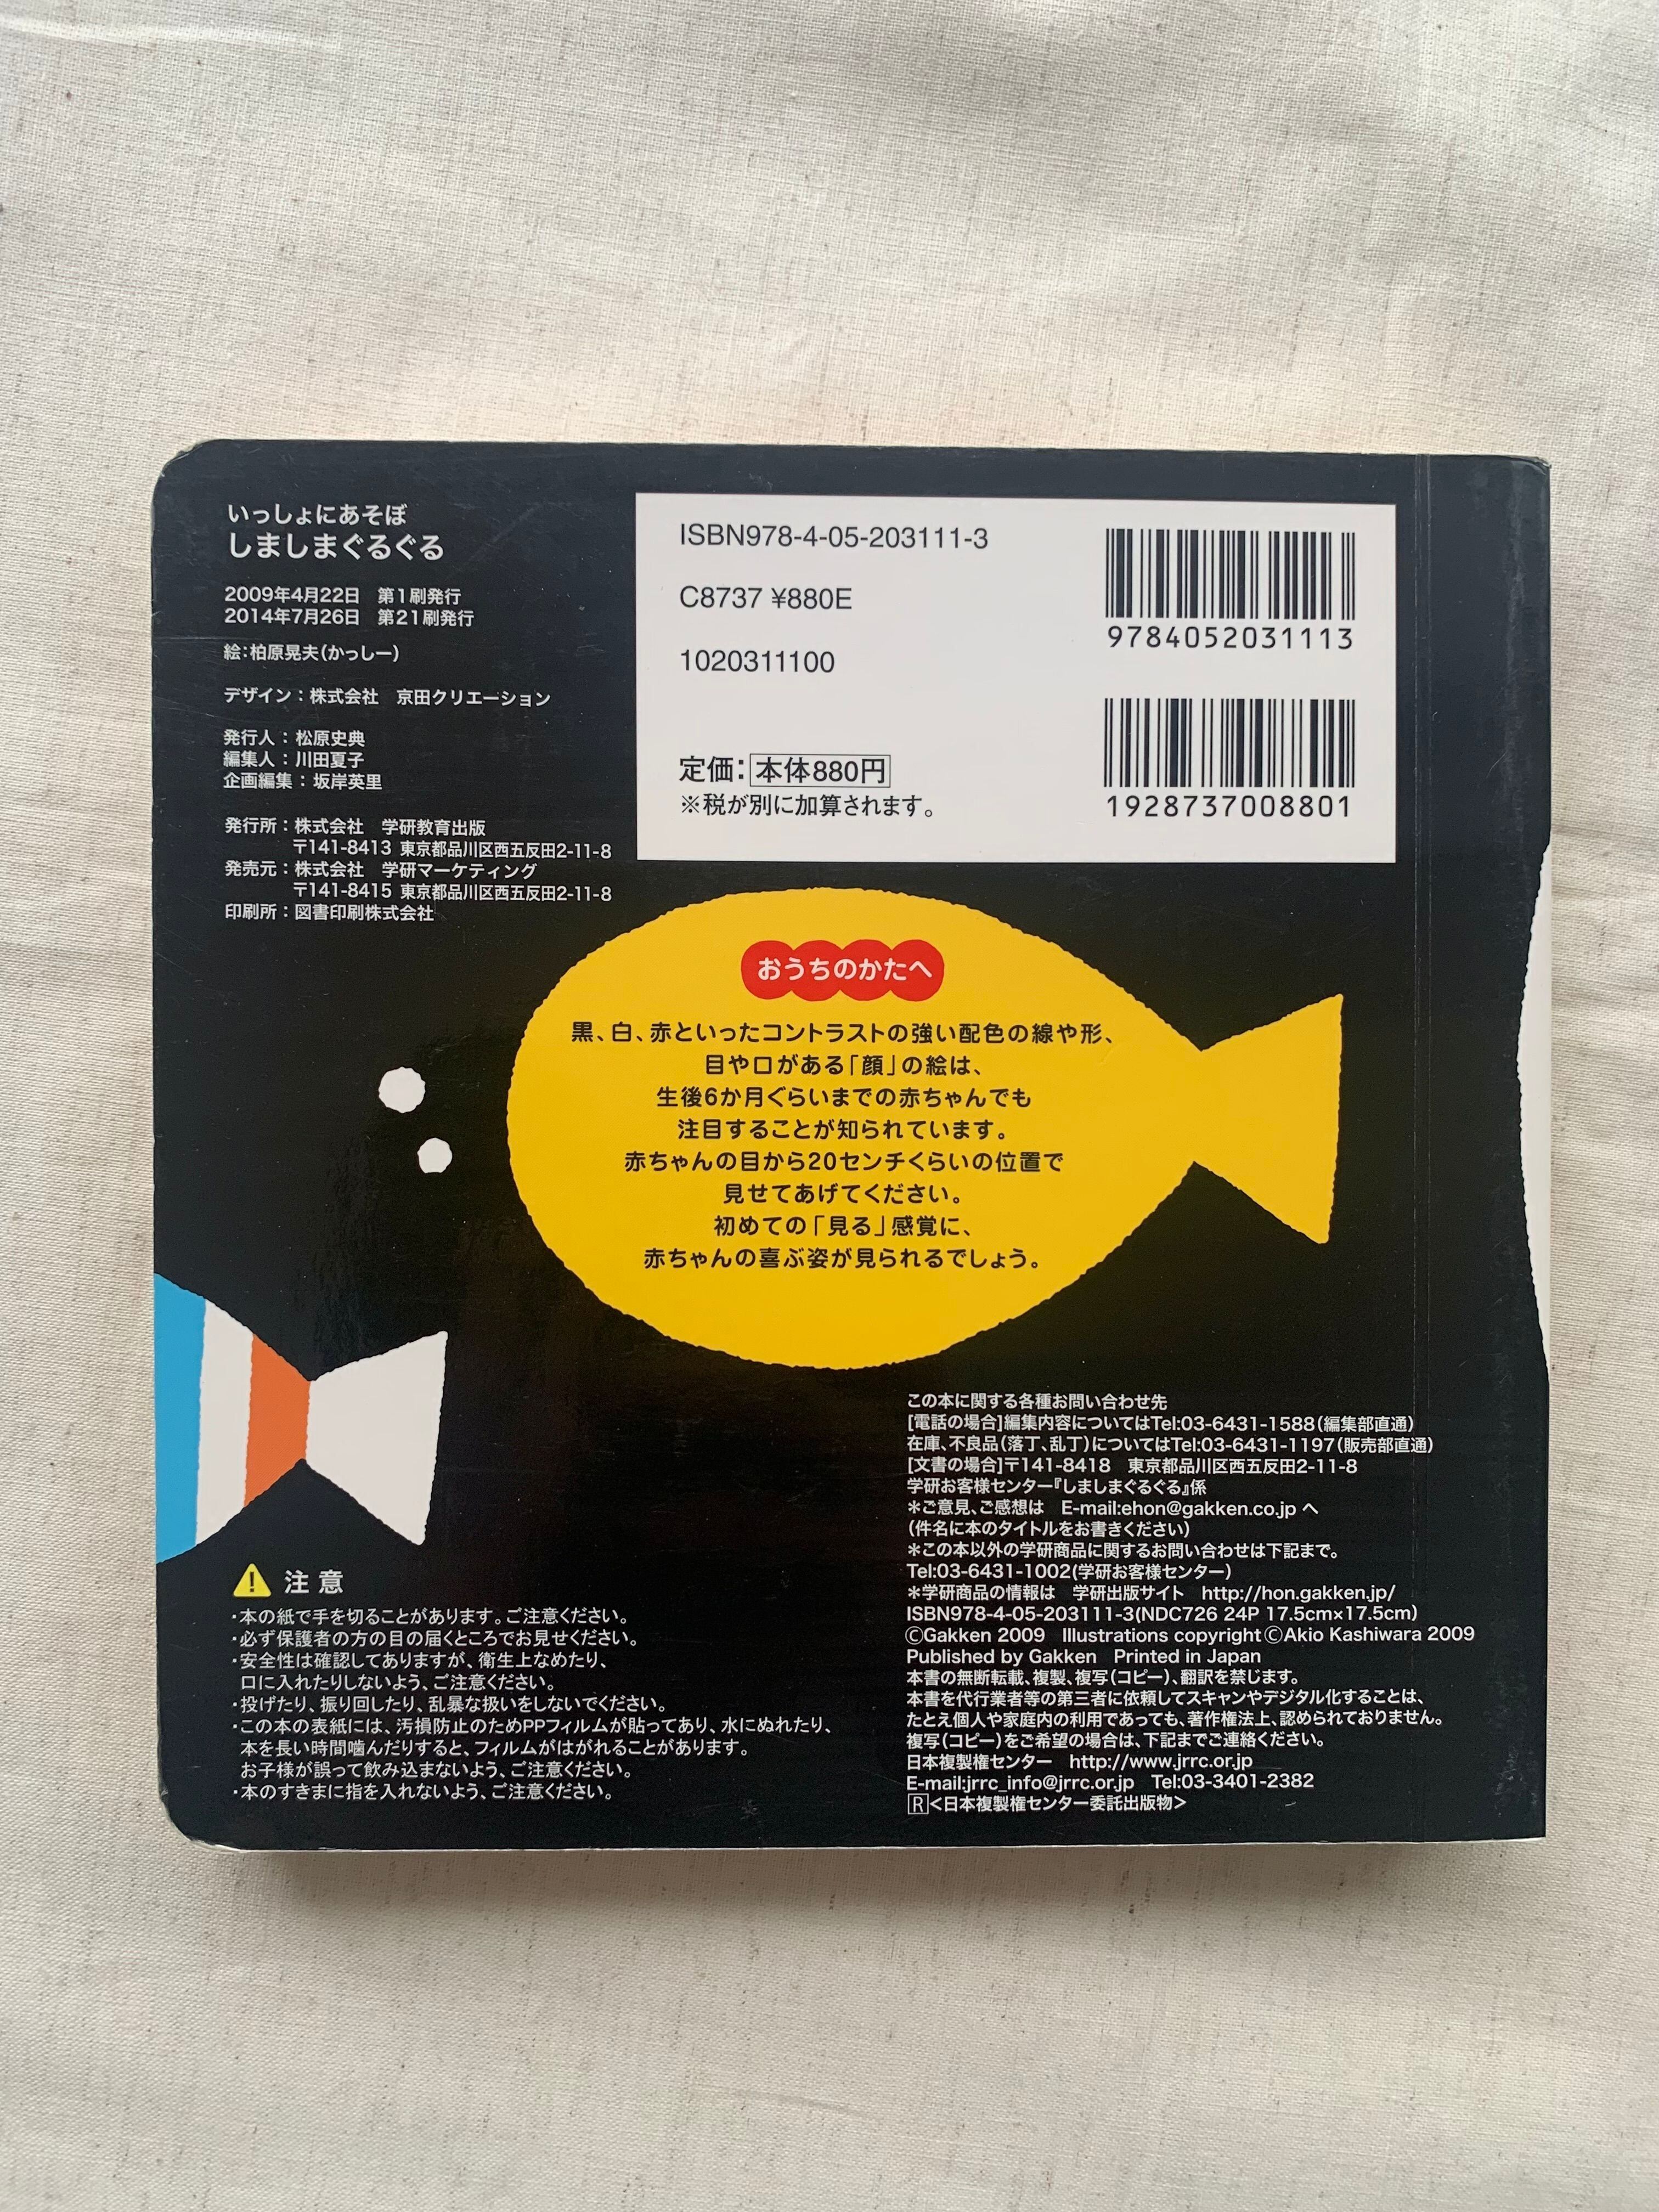 いっしょにあそぼ
しましまぐるぐる
2009年4月22日　第1刷発行
2014年7月26日　第21刷発行
絵：柏原晃夫（かっしー）
デザイン：株式会社　京田クリエーション
発行人：松原史典
編集人：川田夏子
企画編集：坂岸英里
発行所：株式会社　学研教育出版
〒141-8413 東京都品川区西五反田2-11-8
発売元：株式会社　学研マーケティング
〒141-8415 東京都品川区西五反田2-11-8
印刷所：図書印刷株式会社
ISBN978-4-05-203111-3
C8737 ¥880E
1020311100
定価：本体880円
※税が別に加算されます。
9784052031113
1928737008801
おうちのかたへ
黒、白、赤といったコントラストの強い配色の線や形、
目や口がある「顔」の絵は、
生後6か月ぐらいまでの赤ちゃんでも
注目することが知られています。
赤ちゃんの目から20センチくらいの位置で
見せてあげてください。
初めての「見る」感覚に、
赤ちゃんの喜ぶ姿が見られるでしょう。
注意
・本の紙で手を切ることがあります。ご注意ください。
・必ず保護者の方の目の届くところでお見せください。
・安全性は確認してありますが、衛生上なめたり、
口に入れたりしないよう、ご注意ください。
・投げたり、振り回したり、乱暴な扱いをしないでください。
・この本の表紙には、汚損防止のためPPフィルムが貼ってあり、水にぬれたり、
本を長い時間噛んだりすると、フィルムがはがれることがあります。
お子様が誤って飲み込まないよう、ご注意ください。
・本のすきまに指を入れないよう、ご注意ください。
この本に関する各種お問い合わせ先
[電話の場合]編集内容についてはTel:03-6431-1588（編集部直通）
在庫、不良品（落丁、乱丁）についてはTel:03-6431-1197（販売部直通）
[文書の場合]〒141-8418　東京都品川区西五反田2-11-8
学研お客様センター『しましまぐるぐる』係
＊ご意見、ご感想は　E-mail:ehon@gakken.co.jp へ
（件名に本のタイトルをお書きください）
＊この本以外の学研商品に関するお問い合わせは下記まで。
Tel:03-6431-1002(学研お客様センター)
＊学研商品の情報は　学研出版サイト　http://hon.gakken.jp/
ISBN978-4-05-203111-3(NDC726 24P 17.5cm×17.5cm)
©Gakken 2009　Illustrations copyright ©Akio Kashiwara 2009
Published by Gakken　Printed in Japan
本書の無断転載、複製、複写（コピー）、翻訳を禁じます。
本書を代行業者等の第三者に依頼してスキャンやデジタル化することは、
たとえ個人や家庭内の利用であっても、著作権法上、認められておりません。
複写（コピー）をご希望の場合は、下記までご連絡ください。
日本複製権センター　http://www.jrrc.or.jp
E-mail:jrrc_info@jrrc.or.jp　Tel:03-3401-2382
R＜日本複製権センター委託出版物＞